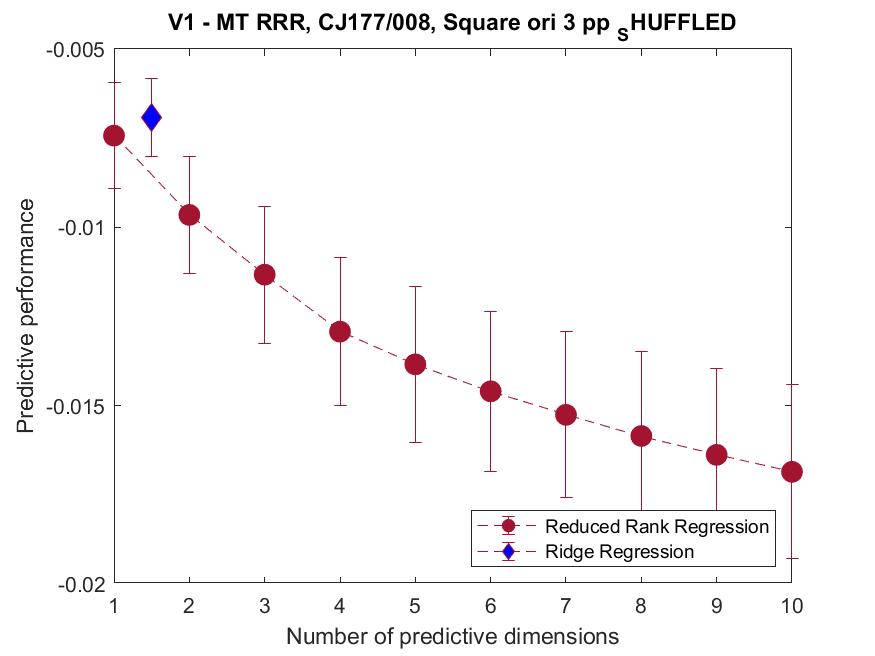 V1 - MT RRR, CJ177/008, Square ori 3 pp SHUFFLED
-0.005
-0.01
-0.015
-0.02
Predictive performance
1 2 3 4 5 6 7 8 9 10
Number of predictive dimensions
Reduced Rank Regression
Ridge Regression